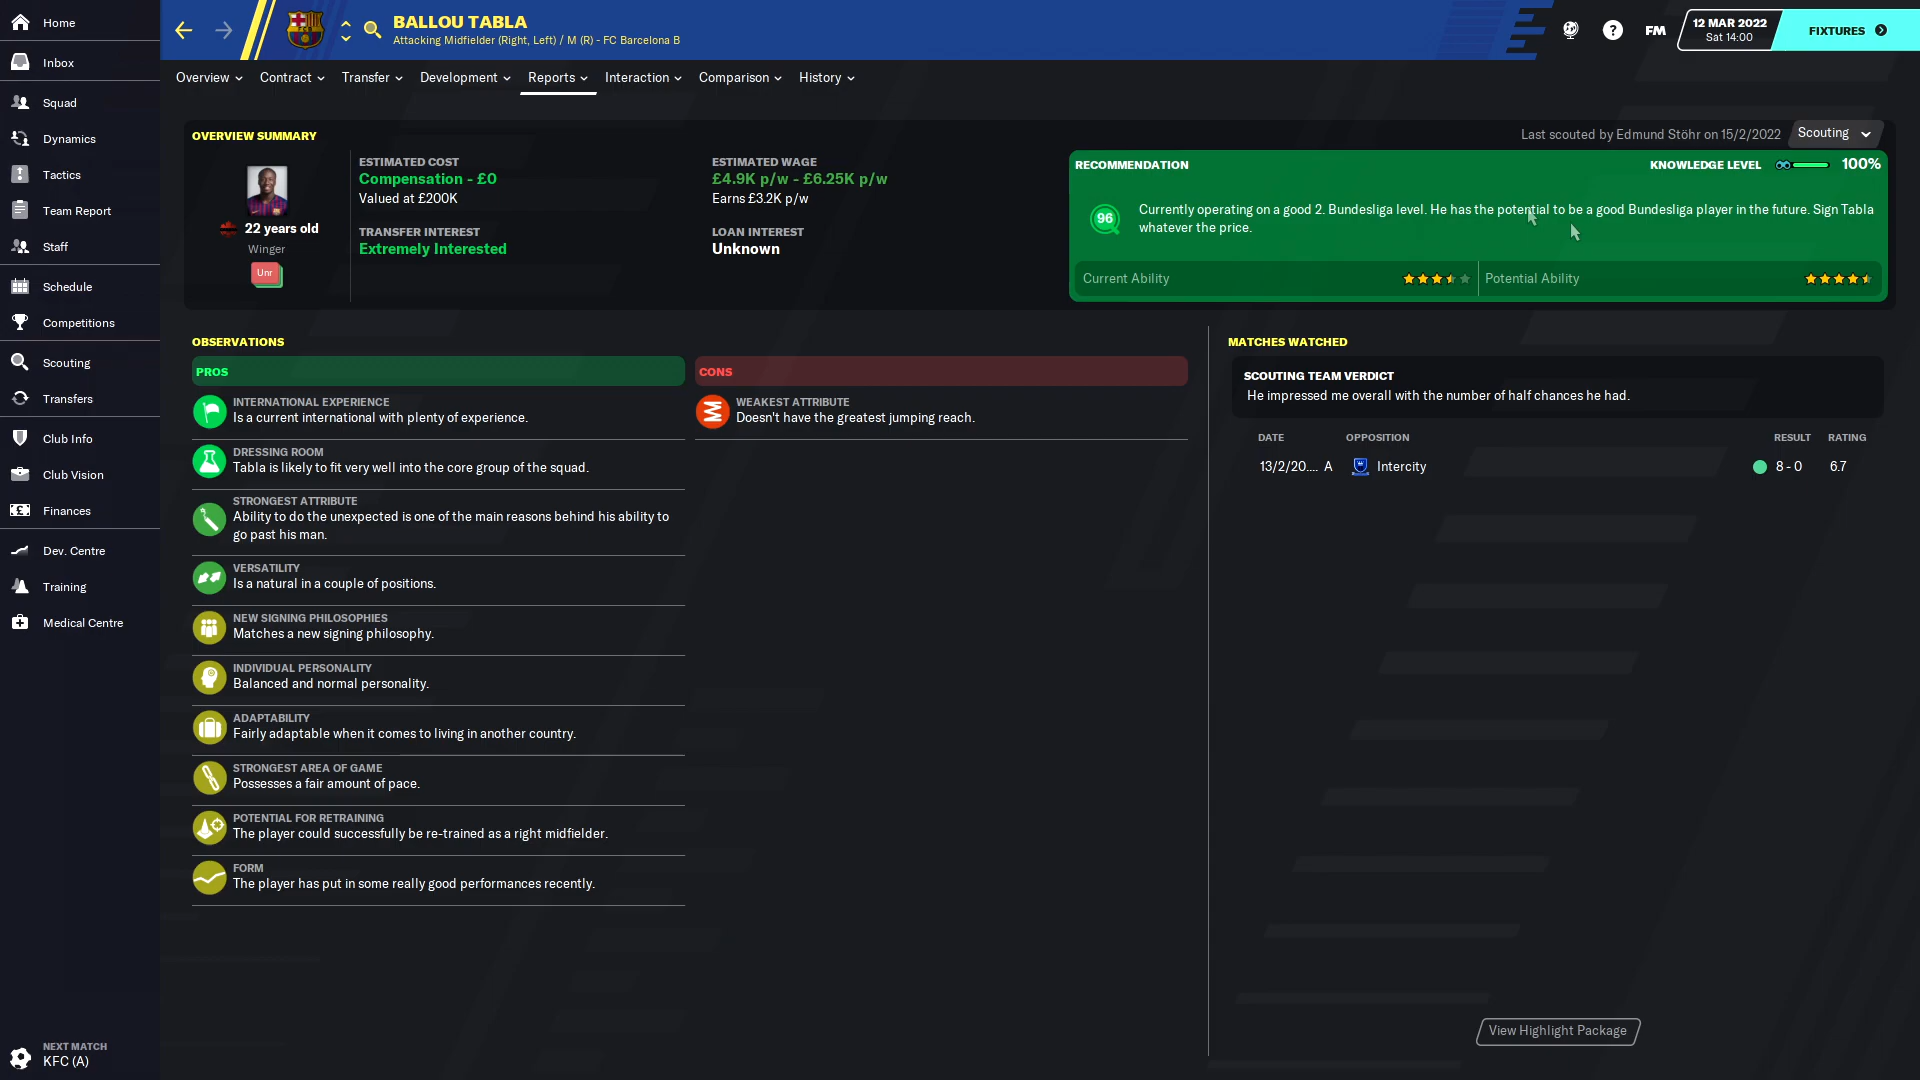 Home
Inbox
Squad
Dynamics
Tactics
Team Report
Staff
Schedule
Competitions
Scouting
Transfers
Club Info
Club Vision
Finances
Dev. Centre
Training
Medical Centre
NEXT MATCH
KFC (A)
BALLOU TABLA
Attacking Midfielder (Right, Left) / M (R) - FC Barcelona B
FM
12 MAR 2022
Sat 14:00
FIXTURES
Overview Contract Transfer Development Reports Interaction Comparison History
OVERVIEW SUMMARY
Last scouted by Edmund Stöhr on 15/2/2022
Scouting
22 years old
Winger
Unr
ESTIMATED COST
Compensation - £0
Valued at £200K
TRANSFER INTEREST
Extremely Interested
ESTIMATED WAGE
£4.9K p/w - £6.25K p/w
Earns £3.2K p/w
LOAN INTEREST
Unknown
RECOMMENDATION
KNOWLEDGE LEVEL 100%
96
Currently operating on a good 2. Bundesliga level. He has the potential to be a good Bundesliga player in the future. Sign Tabla
whatever the price.
Current Ability
Potential Ability
OBSERVATIONS
PROS
INTERNATIONAL EXPERIENCE
Is a current international with plenty of experience.
DRESSING ROOM
Tabla is likely to fit very well into the core group of the squad.
STRONGEST ATTRIBUTE
Ability to do the unexpected is one of the main reasons behind his ability to
go past his man.
VERSATILITY
Is a natural in a couple of positions.
NEW SIGNING PHILOSOPHIES
Matches a new signing philosophy.
INDIVIDUAL PERSONALITY
Balanced and normal personality.
ADAPTABILITY
Fairly adaptable when it comes to living in another country.
STRONGEST AREA OF GAME
Possesses a fair amount of pace.
POTENTIAL FOR RETRAINING
The player could successfully be re-trained as a right midfielder.
FORM
The player has put in some really good performances recently.
CONS
WEAKEST ATTRIBUTE
Doesn't have the greatest jumping reach.
MATCHES WATCHED
SCOUTING TEAM VERDICT
He impressed me overall with the number of half chances he had.
DATE OPPOSITION RESULT RATING
13/2/20.... A Intercity 8 - 0 6.7
View Highlight Package